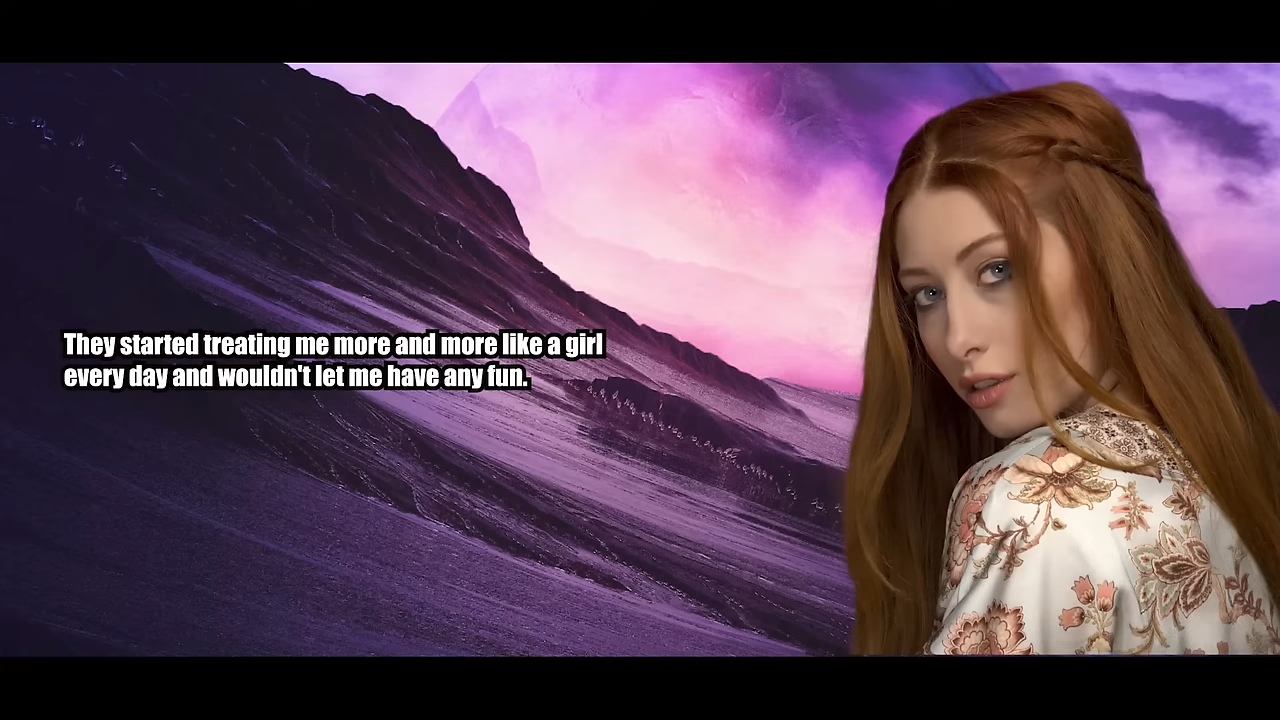 They started treating me more and more like a girl
every day and wouldn't let me have any fun.